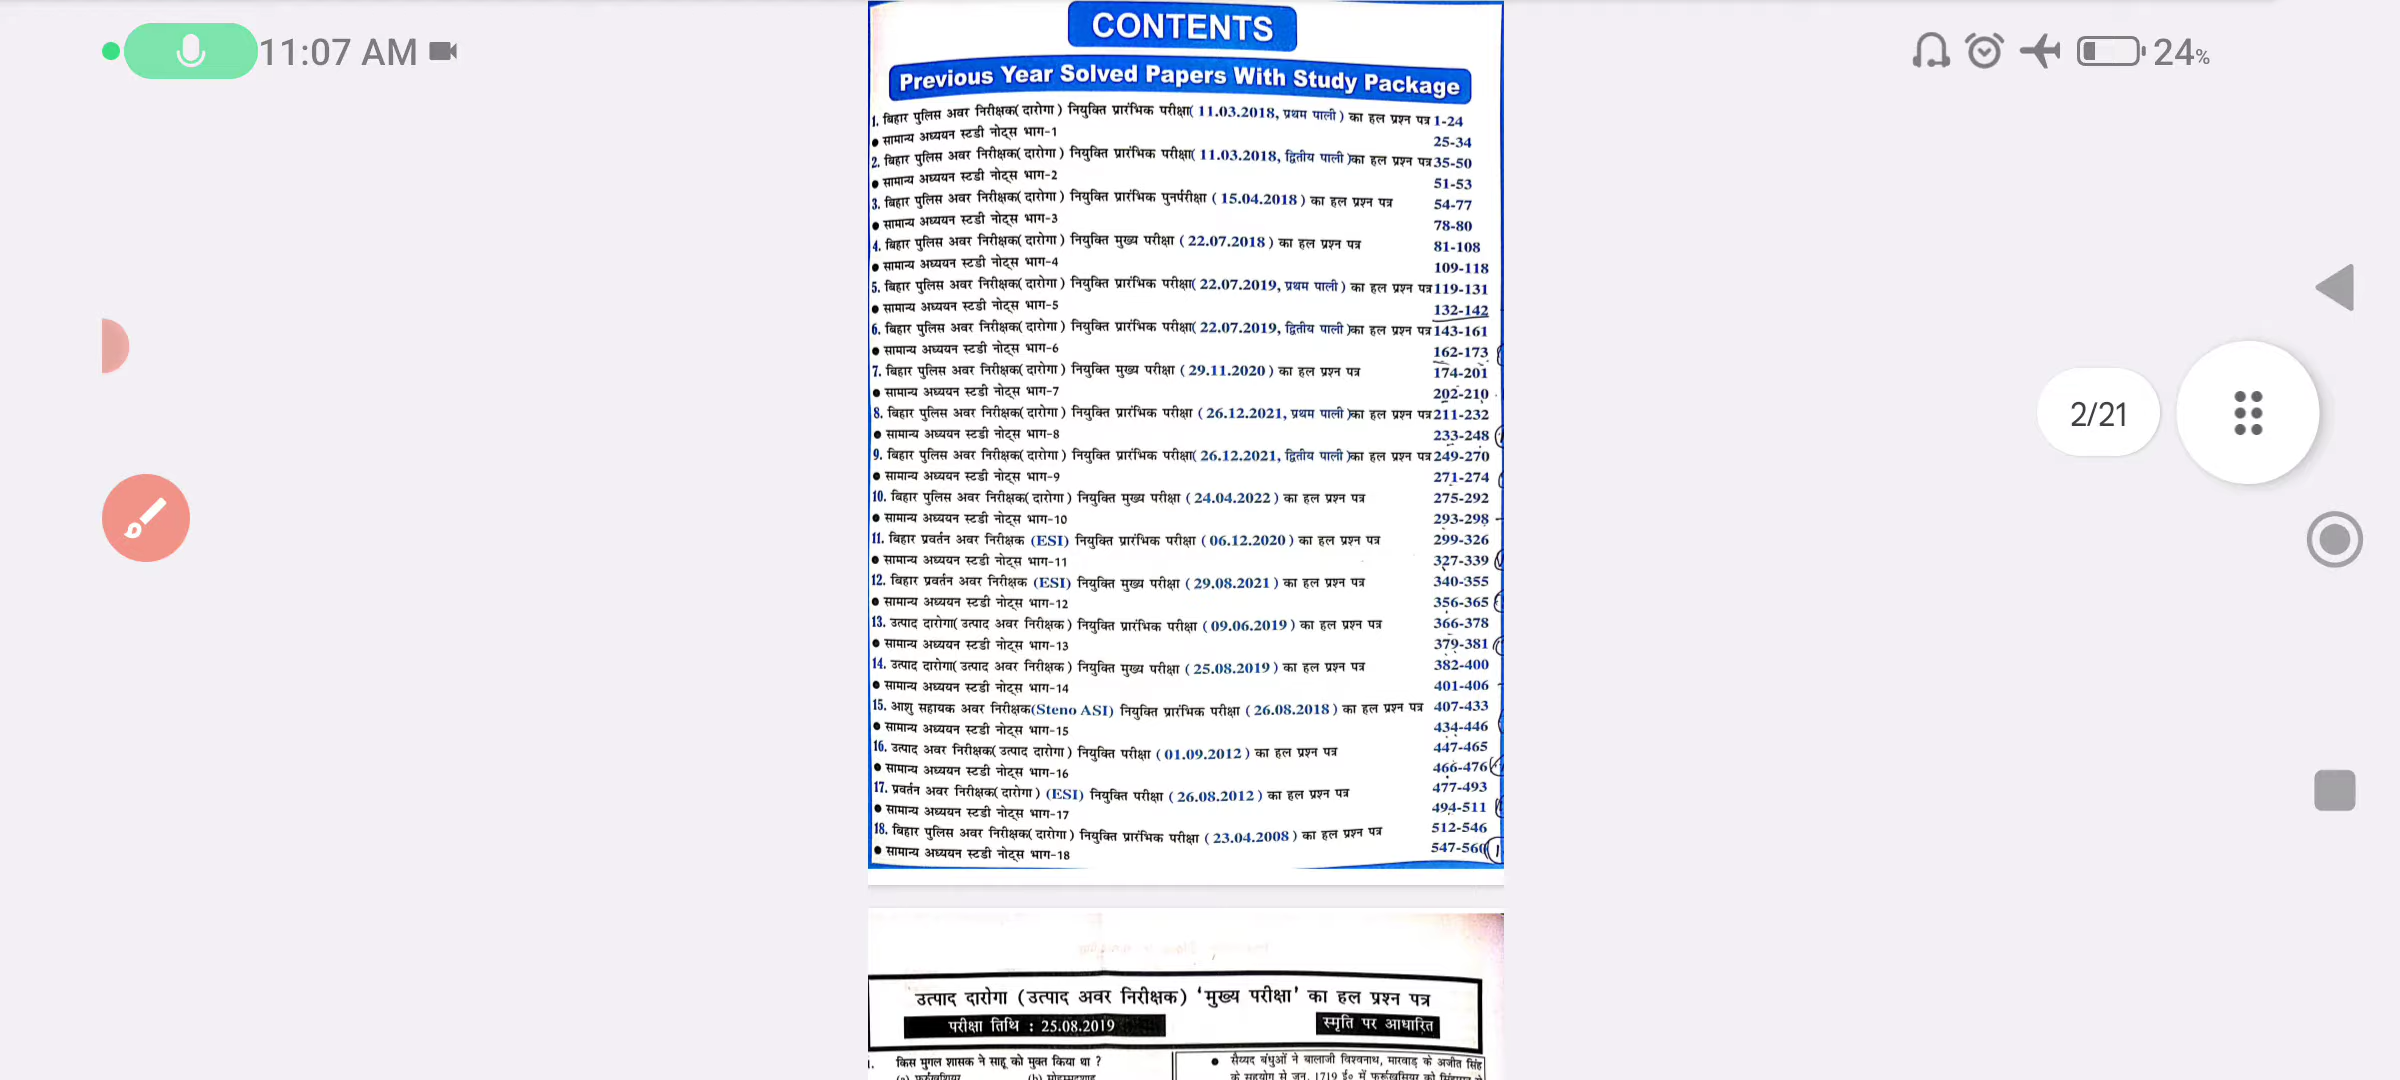 11:07 AM
24%
CONTENTS
Previous Year Solved Papers With Study Package
1. बिहार पुलिस अवर निरीक्षक( दारोगा ) नियुक्ति प्रारंभिक परीक्षा( 11.03.2018, प्रथम पाली ) का हल प्रश्न पत्र 1-24
● सामान्य अध्ययन स्टडी नोट्स भाग-1 25-34
2. बिहार पुलिस अवर निरीक्षक( दारोगा ) नियुक्ति प्रारंभिक परीक्षा( 11.03.2018, द्वितीय पाली )का हल प्रश्न पत्र 35-50
● सामान्य अध्ययन स्टडी नोट्स भाग-2 51-53
3. बिहार पुलिस अवर निरीक्षक( दारोगा ) नियुक्ति प्रारंभिक पुनर्परीक्षा ( 15.04.2018 ) का हल प्रश्न पत्र 54-77
● सामान्य अध्ययन स्टडी नोट्स भाग-3 78-80
4. बिहार पुलिस अवर निरीक्षक( दारोगा ) नियुक्ति मुख्य परीक्षा ( 22.07.2018 ) का हल प्रश्न पत्र 81-108
● सामान्य अध्ययन स्टडी नोट्स भाग-4 109-118
5. बिहार पुलिस अवर निरीक्षक( दारोगा ) नियुक्ति प्रारंभिक परीक्षा( 22.07.2019, प्रथम पाली ) का हल प्रश्न पत्र 119-131
● सामान्य अध्ययन स्टडी नोट्स भाग-5 132-142
6. बिहार पुलिस अवर निरीक्षक( दारोगा ) नियुक्ति प्रारंभिक परीक्षा( 22.07.2019, द्वितीय पाली )का हल प्रश्न पत्र 143-161
● सामान्य अध्ययन स्टडी नोट्स भाग-6 162-173
7. बिहार पुलिस अवर निरीक्षक( दारोगा ) नियुक्ति मुख्य परीक्षा ( 29.11.2020 ) का हल प्रश्न पत्र 174-201
● सामान्य अध्ययन स्टडी नोट्स भाग-7 202-210
8. बिहार पुलिस अवर निरीक्षक( दारोगा ) नियुक्ति प्रारंभिक परीक्षा ( 26.12.2021, प्रथम पाली )का हल प्रश्न पत्र 211-232
● सामान्य अध्ययन स्टडी नोट्स भाग-8 233-248
9. बिहार पुलिस अवर निरीक्षक( दारोगा ) नियुक्ति प्रारंभिक परीक्षा( 26.12.2021, द्वितीय पाली )का हल प्रश्न पत्र 249-270
● सामान्य अध्ययन स्टडी नोट्स भाग-9 271-274
10. बिहार पुलिस अवर निरीक्षक( दारोगा ) नियुक्ति मुख्य परीक्षा ( 24.04.2022 ) का हल प्रश्न पत्र 275-292
● सामान्य अध्ययन स्टडी नोट्स भाग-10 293-298
11. बिहार प्रवर्तन अवर निरीक्षक (ESI) नियुक्ति प्रारंभिक परीक्षा ( 06.12.2020 ) का हल प्रश्न पत्र 299-326
● सामान्य अध्ययन स्टडी नोट्स भाग-11 327-339
12. बिहार प्रवर्तन अवर निरीक्षक (ESI) नियुक्ति मुख्य परीक्षा ( 29.08.2021 ) का हल प्रश्न पत्र 340-355
● सामान्य अध्ययन स्टडी नोट्स भाग-12 356-365
13. उत्पाद दारोगा( उत्पाद अवर निरीक्षक ) नियुक्ति प्रारंभिक परीक्षा ( 09.06.2019 ) का हल प्रश्न पत्र 366-378
● सामान्य अध्ययन स्टडी नोट्स भाग-13 379-381
14. उत्पाद दारोगा( उत्पाद अवर निरीक्षक ) नियुक्ति मुख्य परीक्षा ( 25.08.2019 ) का हल प्रश्न पत्र 382-400
● सामान्य अध्ययन स्टडी नोट्स भाग-14 401-406
15. आशु सहायक अवर निरीक्षक(Steno ASI) नियुक्ति प्रारंभिक परीक्षा ( 26.08.2018 ) का हल प्रश्न पत्र 407-433
● सामान्य अध्ययन स्टडी नोट्स भाग-15 434-446
16. उत्पाद अवर निरीक्षक( उत्पाद दारोगा ) नियुक्ति परीक्षा ( 01.09.2012 ) का हल प्रश्न पत्र 447-465
● सामान्य अध्ययन स्टडी नोट्स भाग-16 466-476
17. प्रवर्तन अवर निरीक्षक( दारोगा ) (ESI) नियुक्ति परीक्षा ( 26.08.2012 ) का हल प्रश्न पत्र 477-493
● सामान्य अध्ययन स्टडी नोट्स भाग-17 494-511
18. बिहार पुलिस अवर निरीक्षक( दारोगा ) नियुक्ति प्रारंभिक परीक्षा ( 23.04.2008 ) का हल प्रश्न पत्र 512-546
● सामान्य अध्ययन स्टडी नोट्स भाग-18 547-56
2/21
उत्पाद दारोगा (उत्पाद अवर निरीक्षक) ‘मुख्य परीक्षा’ का हल प्रश्न पत्र
परीक्षा तिथि : 25.08.2019 स्मृति पर आधारित
किस मुगल शासक ने साहू को मुक्त किया था ?
● सैय्यद बंधुओं ने बालाजी विश्वनाथ, मारवाड़ के अजीत सिंह
के सहयोग से जन. 1719 ई० में फर्रूखसियर को